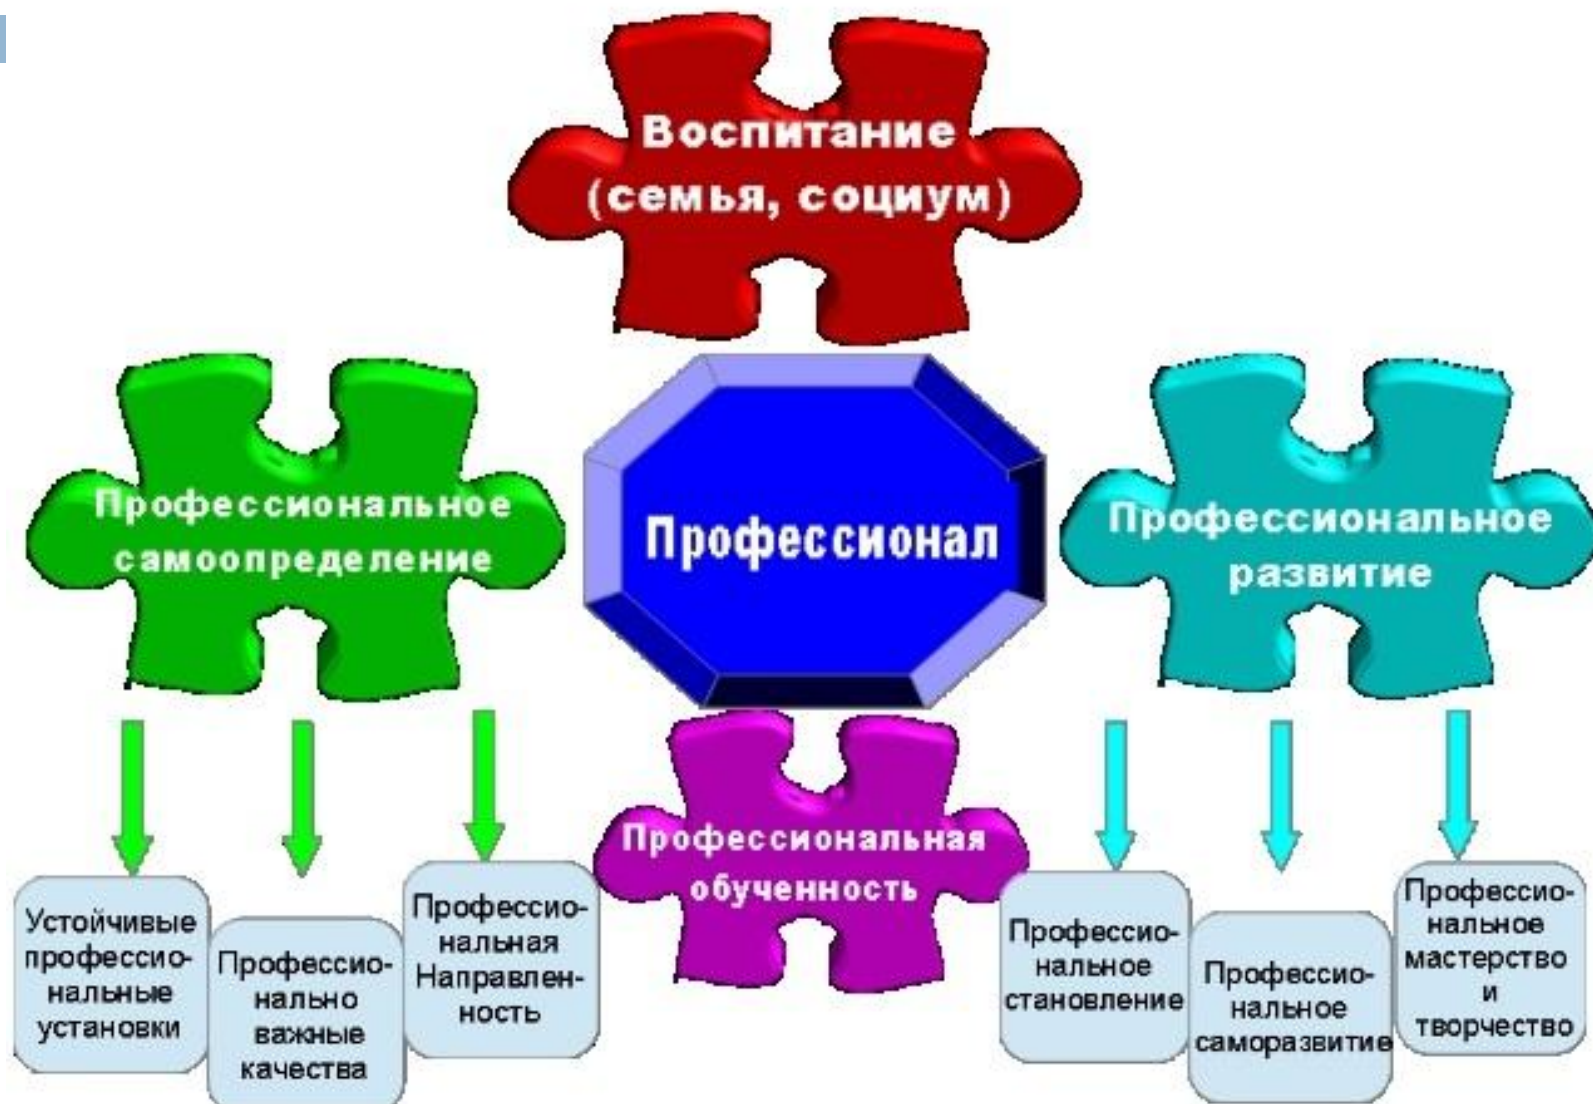 Воспитание
(семья, социум)
Профессиональное
самоопределение
Профессионал
Профессиональное
развитие
Профессиональная
обученность
Устойчивые
профессио-
нальные
установки
Профессио-
нально
важные
качества
Профессио-
нальная
Направлен-
ность
Профессио-
нальное
становление
Профессио-
нальное
саморазвитие
Профессио-
нальное
мастерство
и
творчество